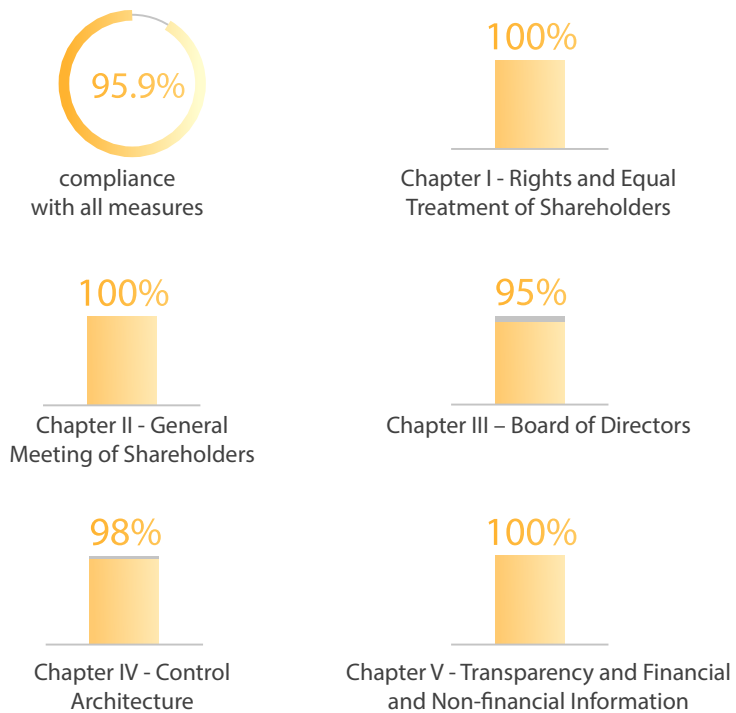 95.9%
compliance
with all measures
100%
Chapter I - Rights and Equal
Treatment of Shareholders
100%
Chapter II - General
Meeting of Shareholders
95%
Chapter III – Board of Directors
98%
Chapter IV - Control
Architecture
100%
Chapter V - Transparency and Financial
and Non-financial Information